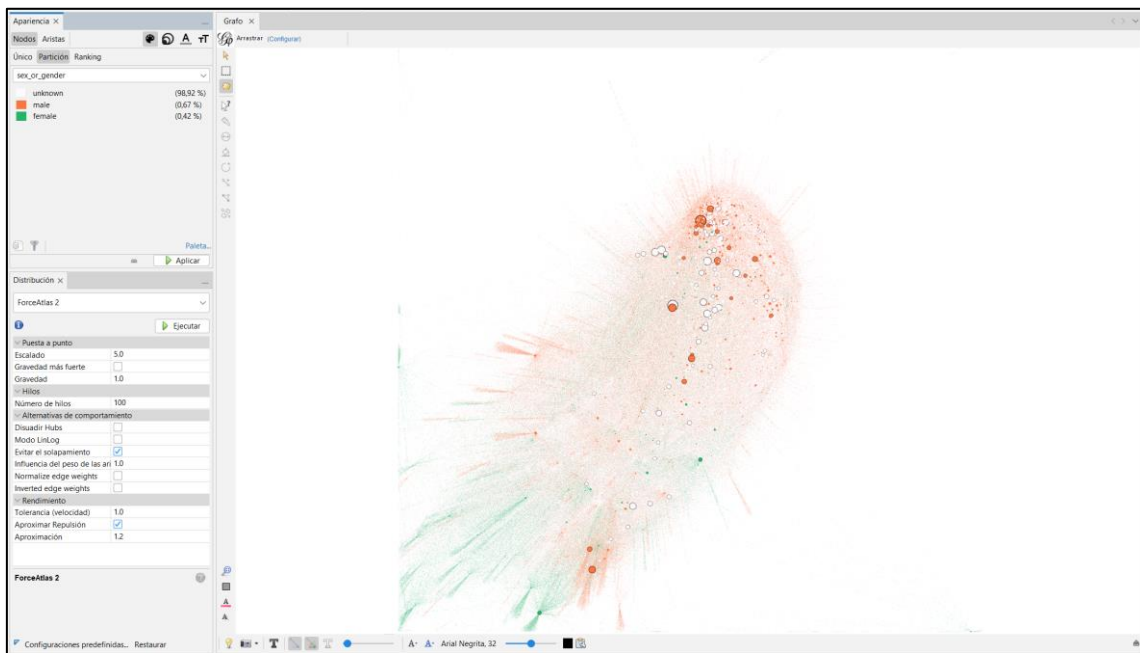 Apariencia ×
Nodos Aristas
Único Partición Ranking
sex_or_gender
unknown (98,92 %)
male (0,67 %)
female (0,42 %)
Paleta...
Aplicar
Distribución ×
ForceAtlas 2
Ejecutar
Puesta a punto
Escalado 5.0
Gravedad más fuerte
Gravedad 1.0
Hilos
Número de hilos 100
Alternativas de comportamiento
Disuadir Hubs
Modo LinLog
Evitar el solapamiento
Influencia del peso de las ari 1.0
Normalize edge weights
Inverted edge weights
Rendimiento
Tolerancia (velocidad) 1.0
Aproximar Repulsión
Aproximación 1.2
ForceAtlas 2
Configuraciones predefinidas... Restaurar
Grafo ×
Arrastrar (Configurar)
Arial Negrita, 32